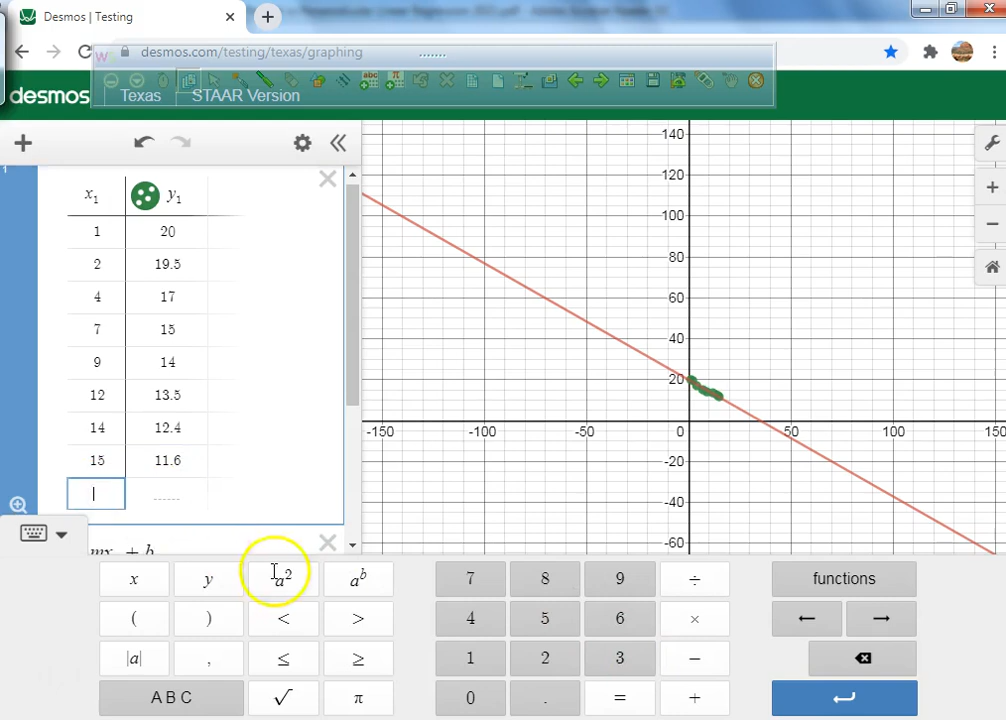 Desmos | Testing
desmos.com/testing/texas/graphing
desmos
Texas
STAAR Version
x₁ y₁
1 20
2 19.5
4 17
7 15
9 14
12 13.5
14 12.4
15 11.6
mx + b
140
120
100
80
60
40
20
-150 -100 -50 0 50 100 150
-20
-40
-60
x y a² aᵇ 7 8 9 ÷ functions
( ) < > 4 5 6 × ← →
|a| , ≤ ≥ 1 2 3 −
A B C √ π 0 . = +